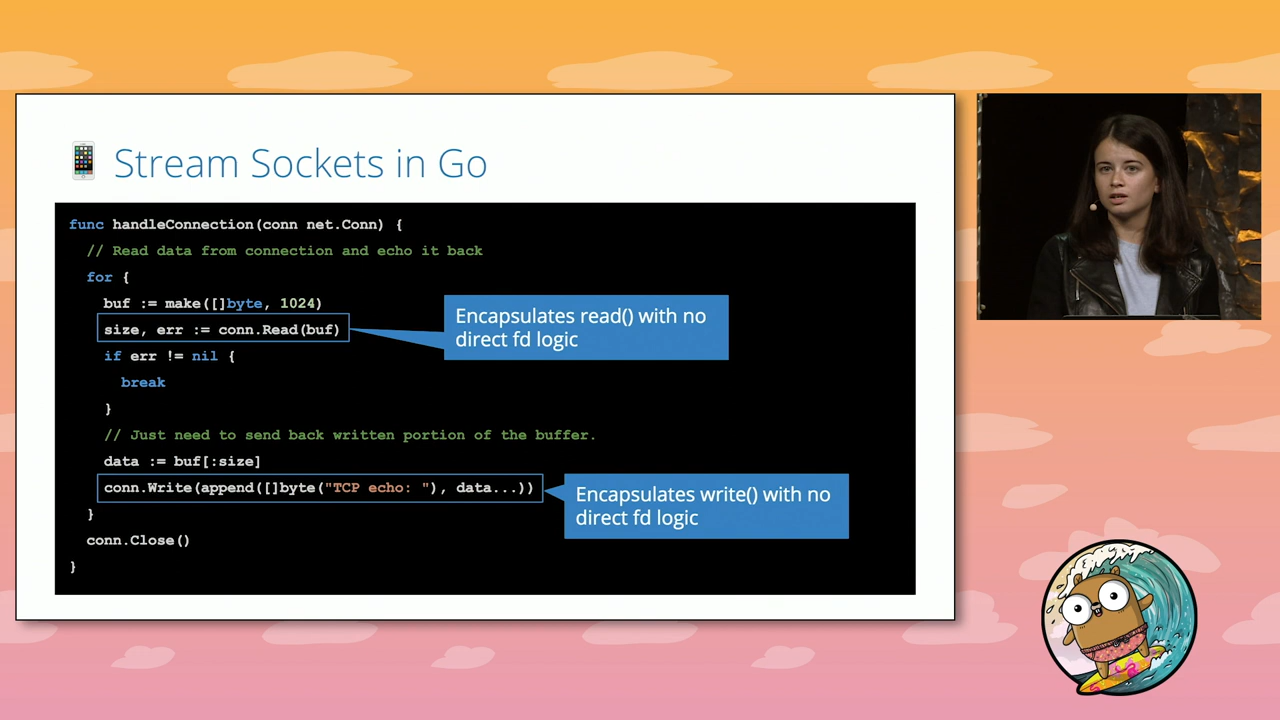 Stream Sockets in Go
func handleConnection(conn net.Conn) {
// Read data from connection and echo it back
for {
buf := make([]byte, 1024)
size, err := conn.Read(buf)
Encapsulates read() with no
direct fd logic
if err != nil {
break
}
// Just need to send back written portion of the buffer.
data := buf[:size]
conn.Write(append([]byte("TCP echo: "), data...))
Encapsulates write() with no
direct fd logic
}
conn.Close()
}